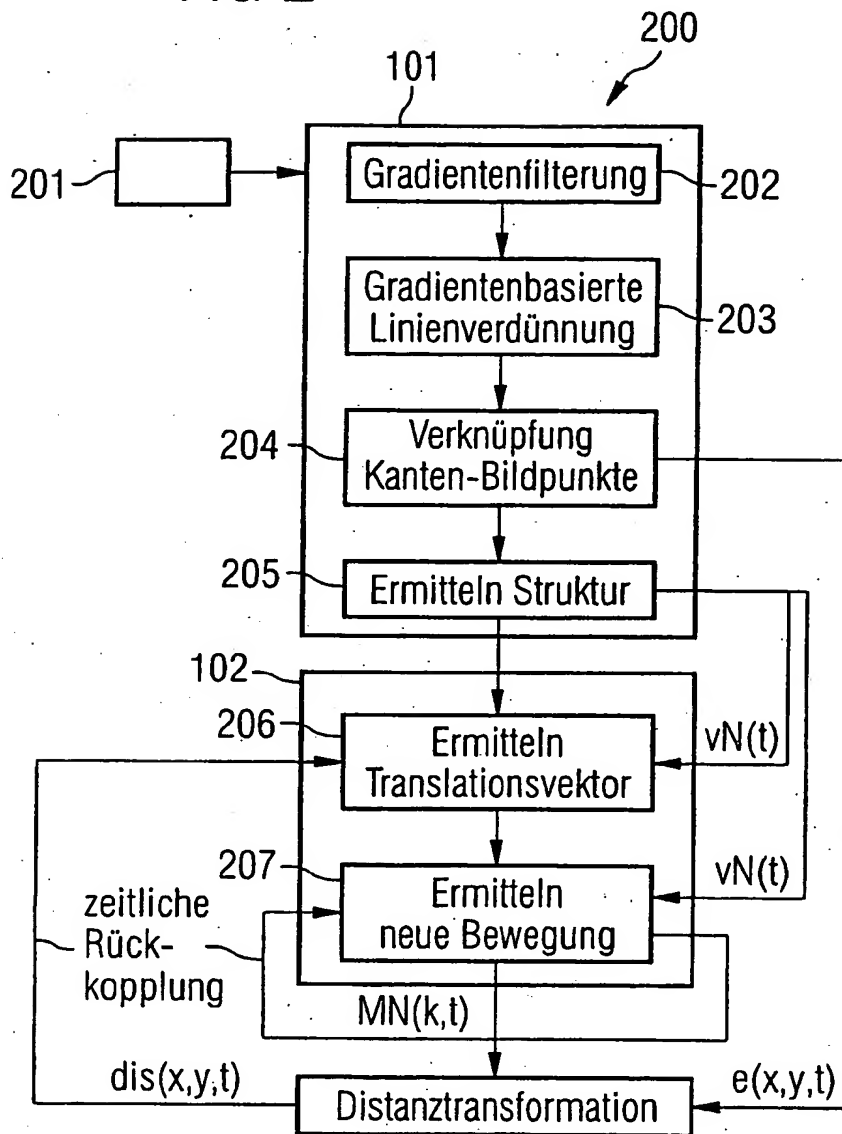 200
101
201
Gradientenfilterung
202
Gradientenbasierte
Linienverdünnung
203
204
Verknüpfung
Kanten-Bildpunkte
205
Ermitteln Struktur
102
206
Ermitteln
Translationsvektor
vN(t)
207
Ermitteln
neue Bewegung
vN(t)
zeitliche
Rück-
kopplung
MN(k,t)
dis(x,y,t)
e(x,y,t)
Distanztransformation